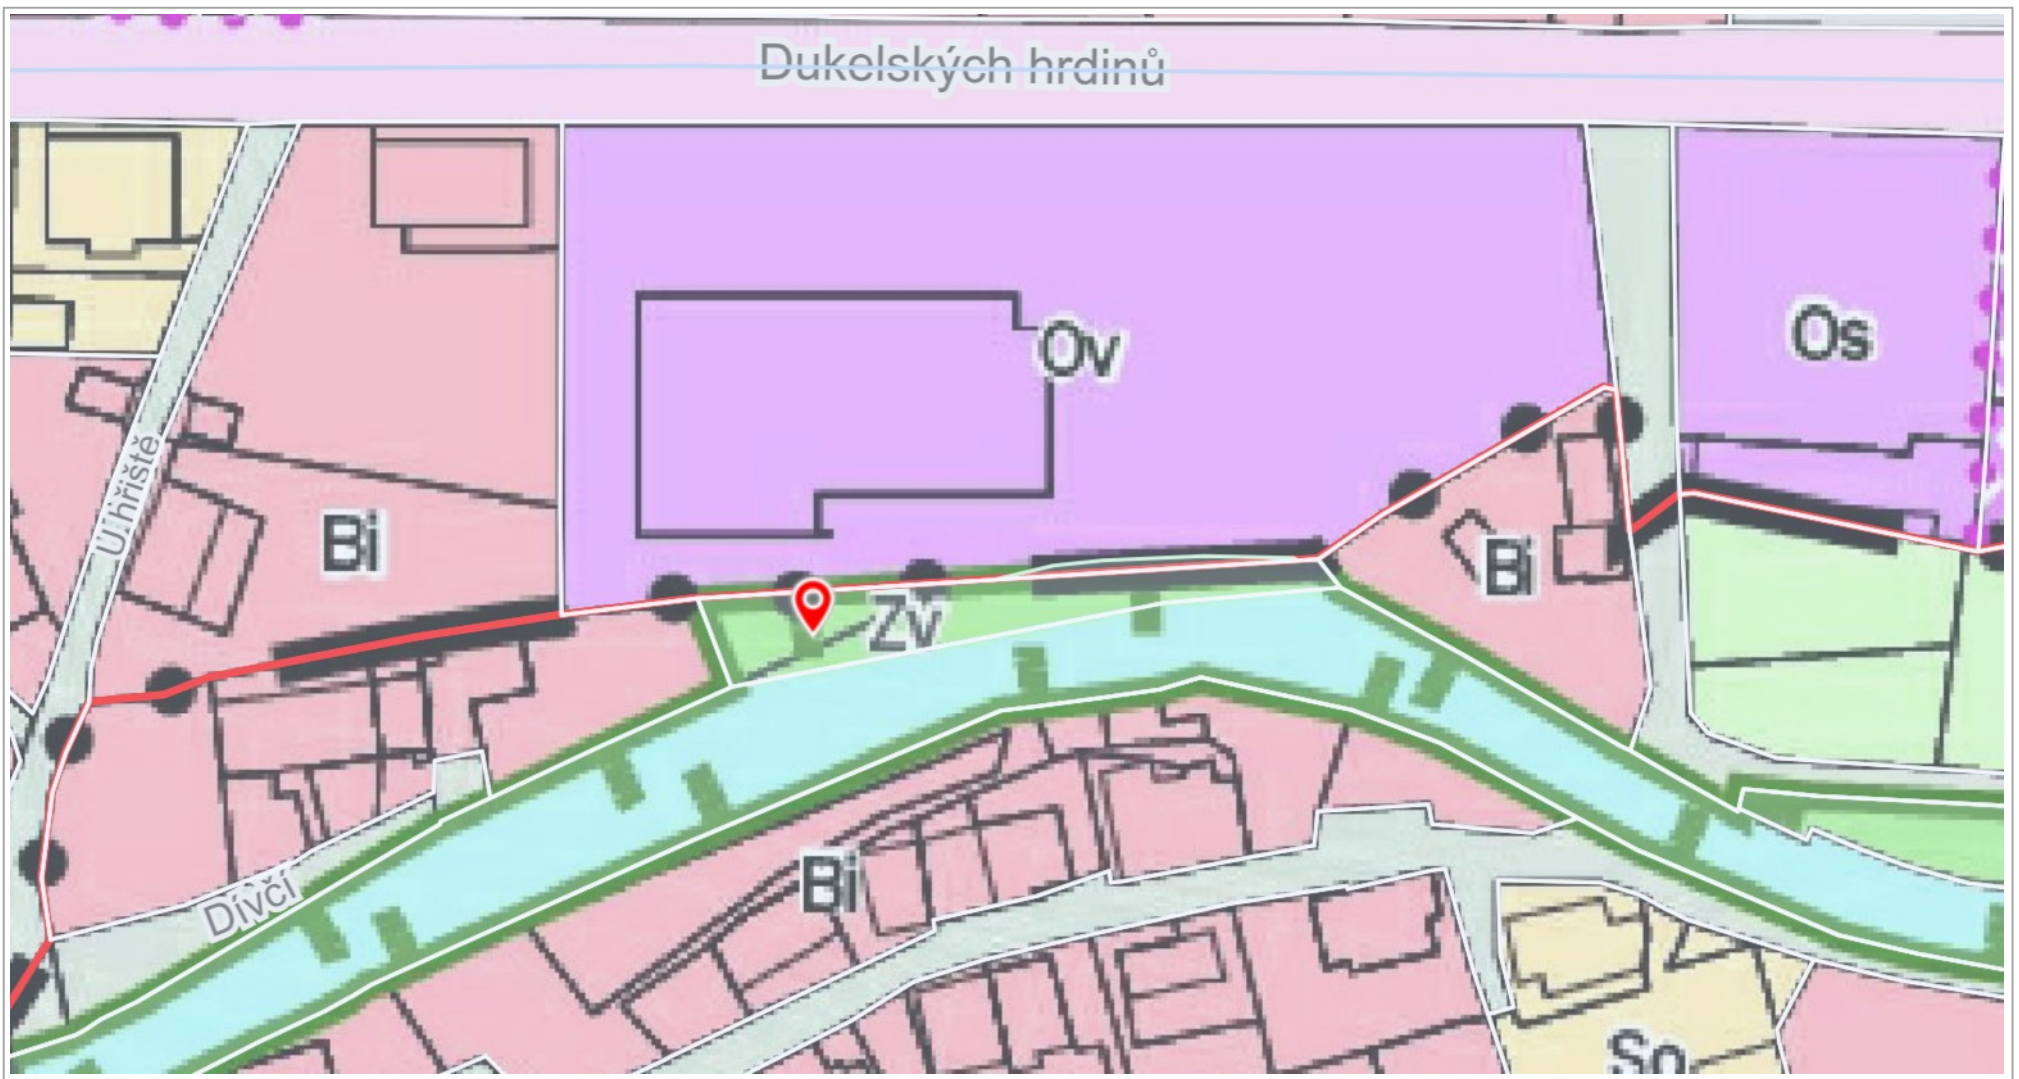 Dukelských hrdinů
Ov
Os
U hřiště
Bi
Bi
Zv
Bi
Dívčí
So